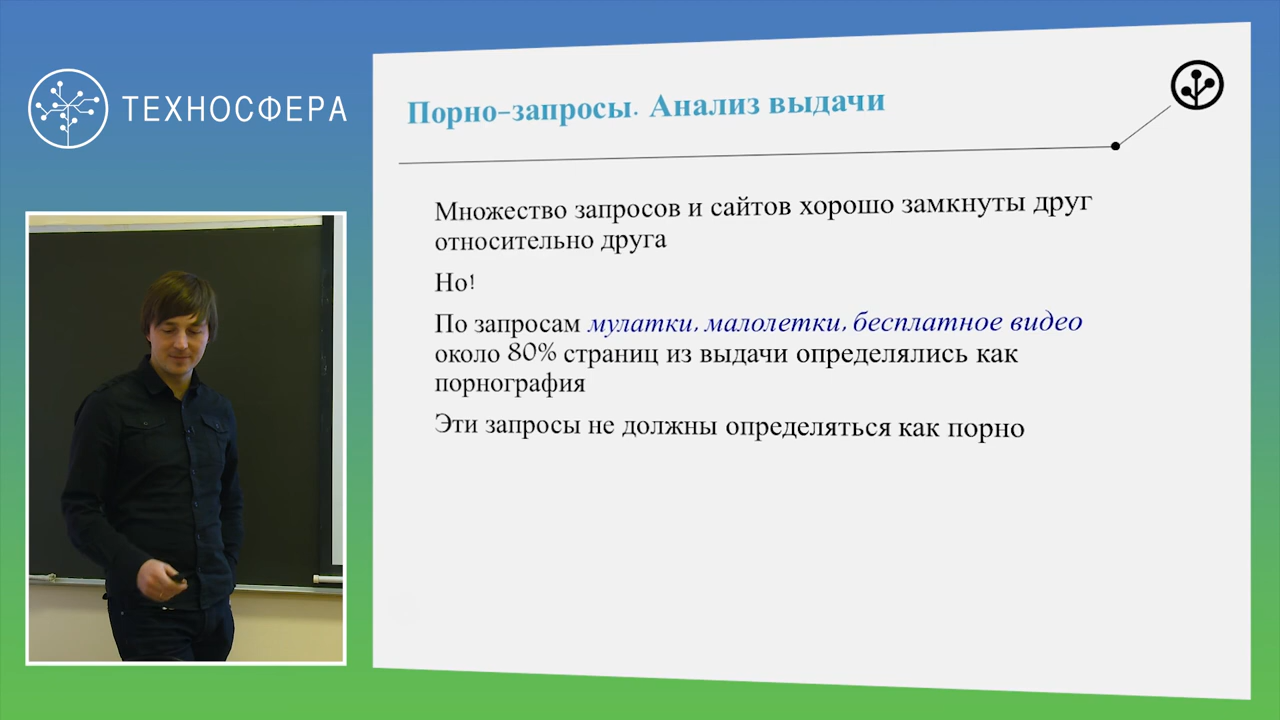 ТЕХНОСФЕРА
Порно-запросы. Анализ выдачи
Множество запросов и сайтов хорошо замкнуты друг
относительно друга
Но!
По запросам мулатки, малолетки, бесплатное видео
около 80% страниц из выдачи определялись как
порнография
Эти запросы не должны определяться как порно